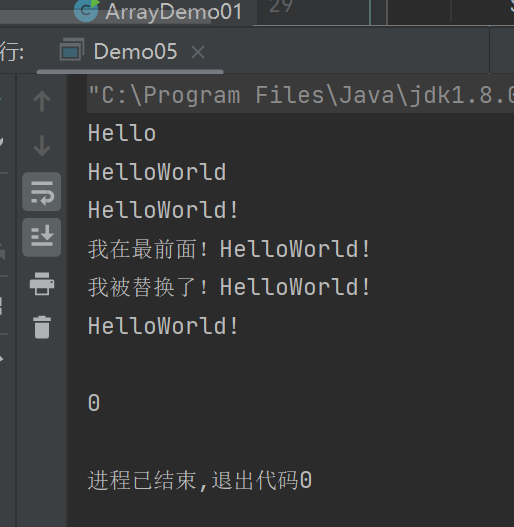 ArrayDemo01
29
行: Demo05
"C:\Program Files\Java\jdk1.8.0
Hello
HelloWorld
HelloWorld!
我在最前面！HelloWorld!
我被替换了！HelloWorld!
HelloWorld!
0
进程已结束,退出代码0